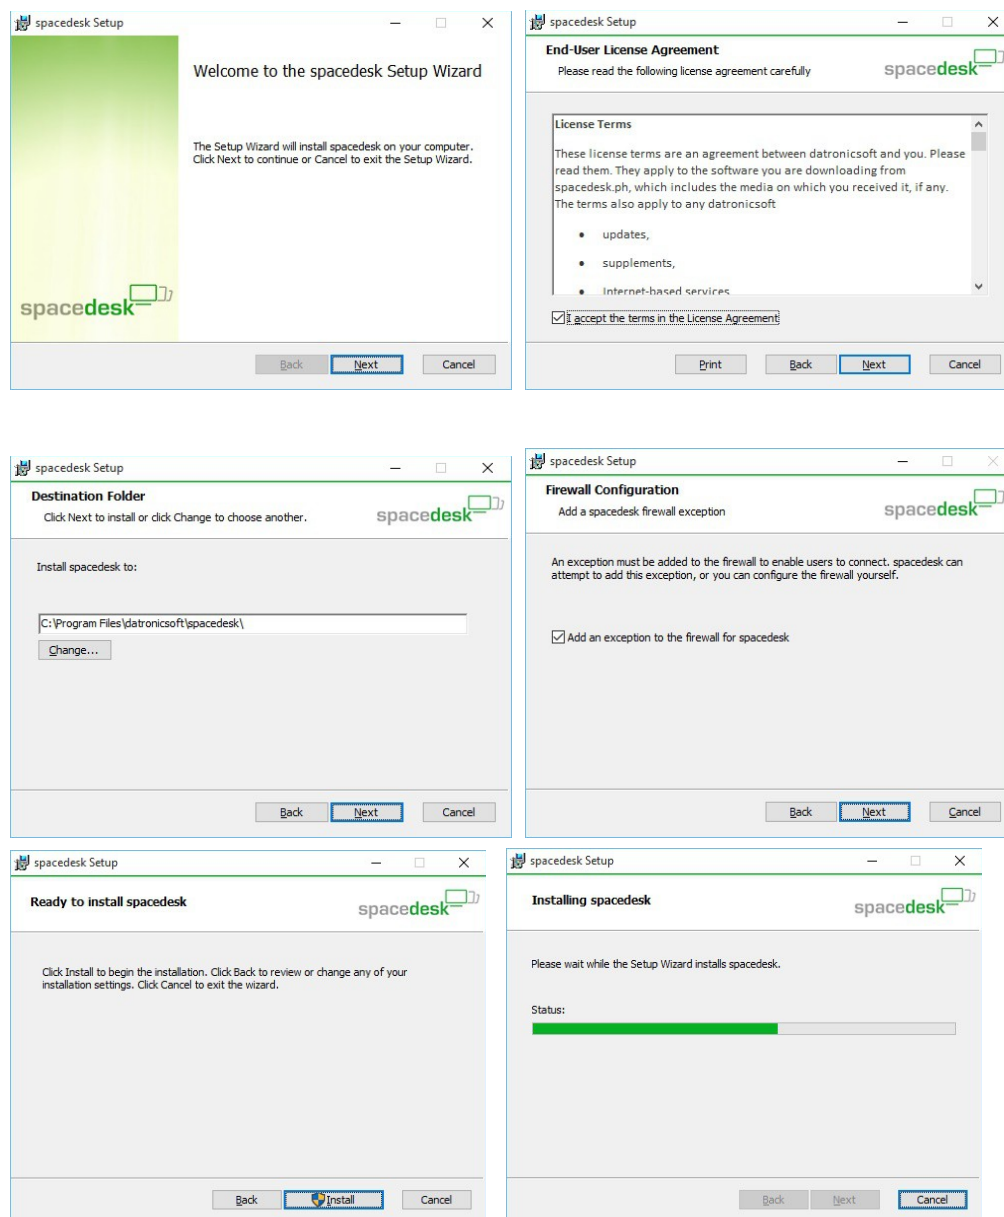 spacedesk Setup
Welcome to the spacedesk Setup Wizard
The Setup Wizard will install spacedesk on your computer.
Click Next to continue or Cancel to exit the Setup Wizard.
spacedesk
Back Next Cancel
spacedesk Setup
End-User License Agreement
Please read the following license agreement carefully
spacedesk
License Terms
These license terms are an agreement between datronicsoft and you. Please
read them. They apply to the software you are downloading from
spacedesk.ph, which includes the media on which you received it, if any.
The terms also apply to any datronicsoft
• updates,
• supplements,
• Internet-based services
I accept the terms in the License Agreement
Print Back Next Cancel
spacedesk Setup
Destination Folder
Click Next to install or click Change to choose another.
spacedesk
Install spacedesk to:
C:\Program Files\datronicsoft\spacedesk\
Change...
Back Next Cancel
spacedesk Setup
Firewall Configuration
Add a spacedesk firewall exception
spacedesk
An exception must be added to the firewall to enable users to connect. spacedesk can
attempt to add this exception, or you can configure the firewall yourself.
Add an exception to the firewall for spacedesk
Back Next Cancel
spacedesk Setup
Ready to install spacedesk
spacedesk
Click Install to begin the installation. Click Back to review or change any of your
installation settings. Click Cancel to exit the wizard.
Back Install Cancel
spacedesk Setup
Installing spacedesk
spacedesk
Please wait while the Setup Wizard installs spacedesk.
Status:
Back Next Cancel